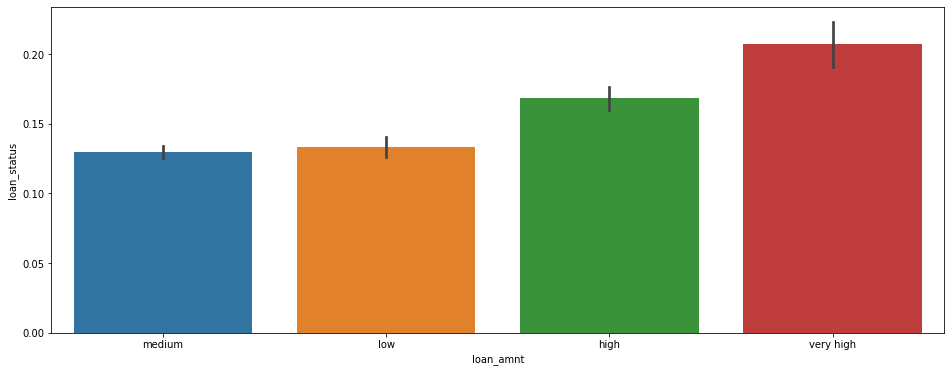 0.20
0.15
0.10
0.05
0.00
loan_status
medium
low
high
very high
loan_amnt